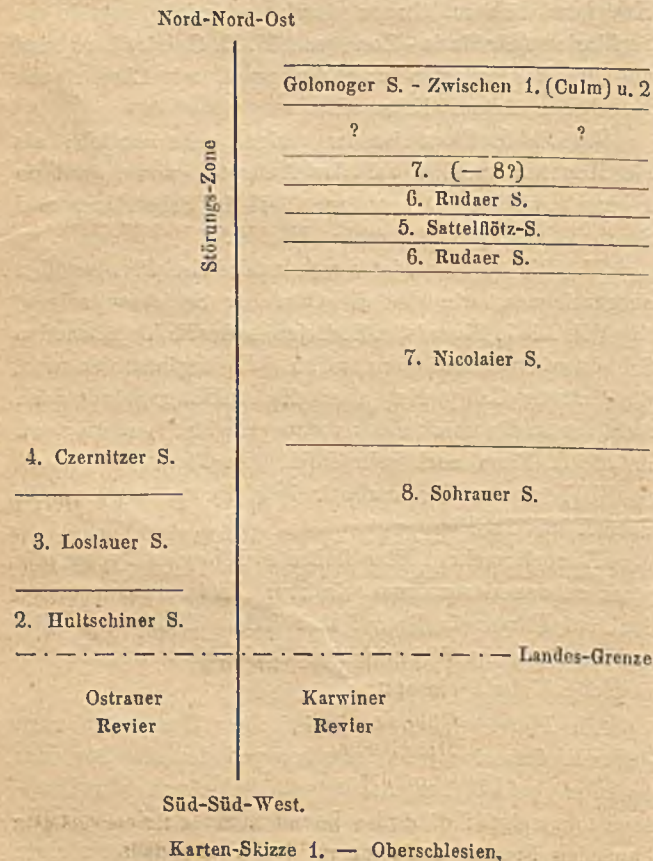 Nord-Nord-Ost
Störungs-Zone
Golonoger S. - Zwischen 1. (Culm) u. 2
? ?
7. (— 8?)
6. Rudaer S.
5. Sattelflötz-S.
6. Rudaer S.
7. Nicolaier S.
4. Czernitzer S.
8. Sohrauer S.
3. Loslauer S.
2. Hultschiner S.
Landes-Grenze
Ostrauer Karwiner
Revier Revier
Süd-Süd-West.
Karten-Skizze 1. — Oberschlesien,